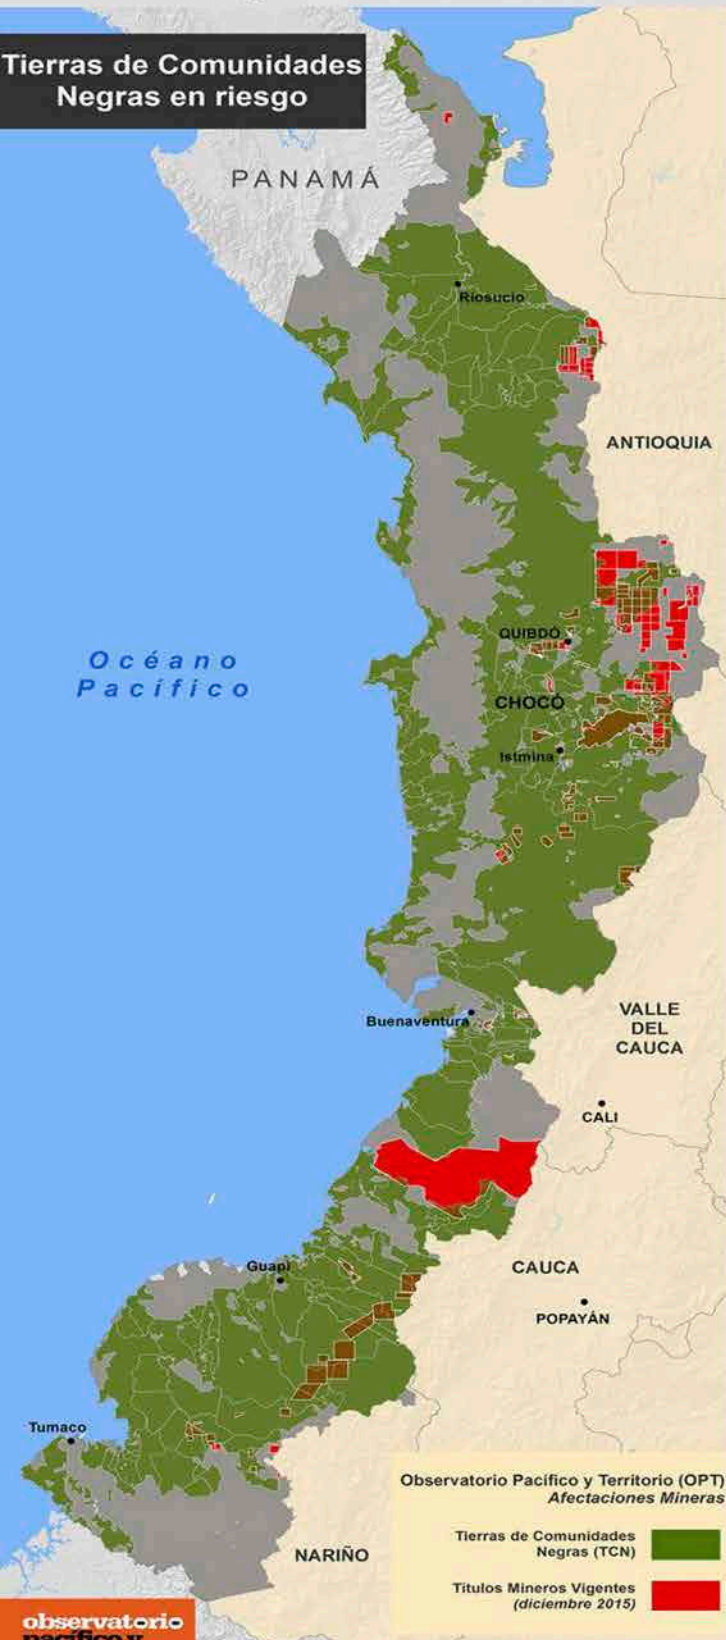 Tierras de Comunidades
Negras en riesgo
PANAMÁ
Riosucio
ANTIOQUIA
QUIBDÓ
Océano
Pacífico
CHOCÓ
Istmina
VALLE
DEL
CAUCA
Buenaventura
CALI
Guapi
CAUCA
POPAYÁN
Tumaco
Observatorio Pacífico y Territorio (OPT)
Afectaciones Mineras
Tierras de Comunidades
Negras (TCN)
NARIÑO
Títulos Mineros Vigentes
(diciembre 2015)
observatorio
pacífico y